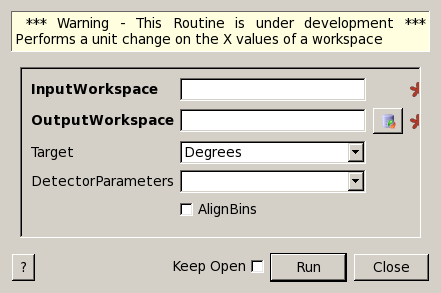 *** Warning - This Routine is under development ***
Performs a unit change on the X values of a workspace
InputWorkspace
OutputWorkspace
Target Degrees
DetectorParameters
AlignBins
? Keep Open Run Close